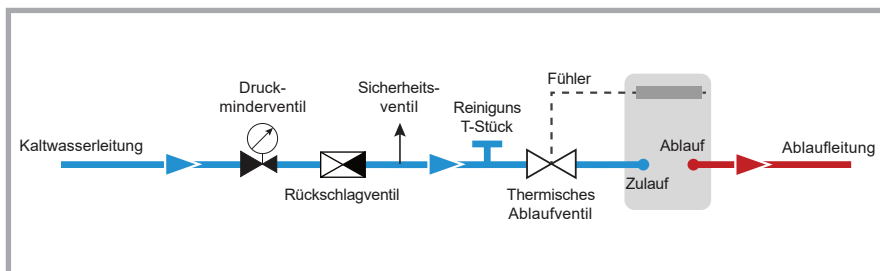 Kaltwasserleitung
Druck-
minderventil
Rückschlagventil
Sicherheits-
ventil
Reiniguns
T-Stück
Thermisches
Ablaufventil
Fühler
Zulauf
Ablauf
Ablaufleitung